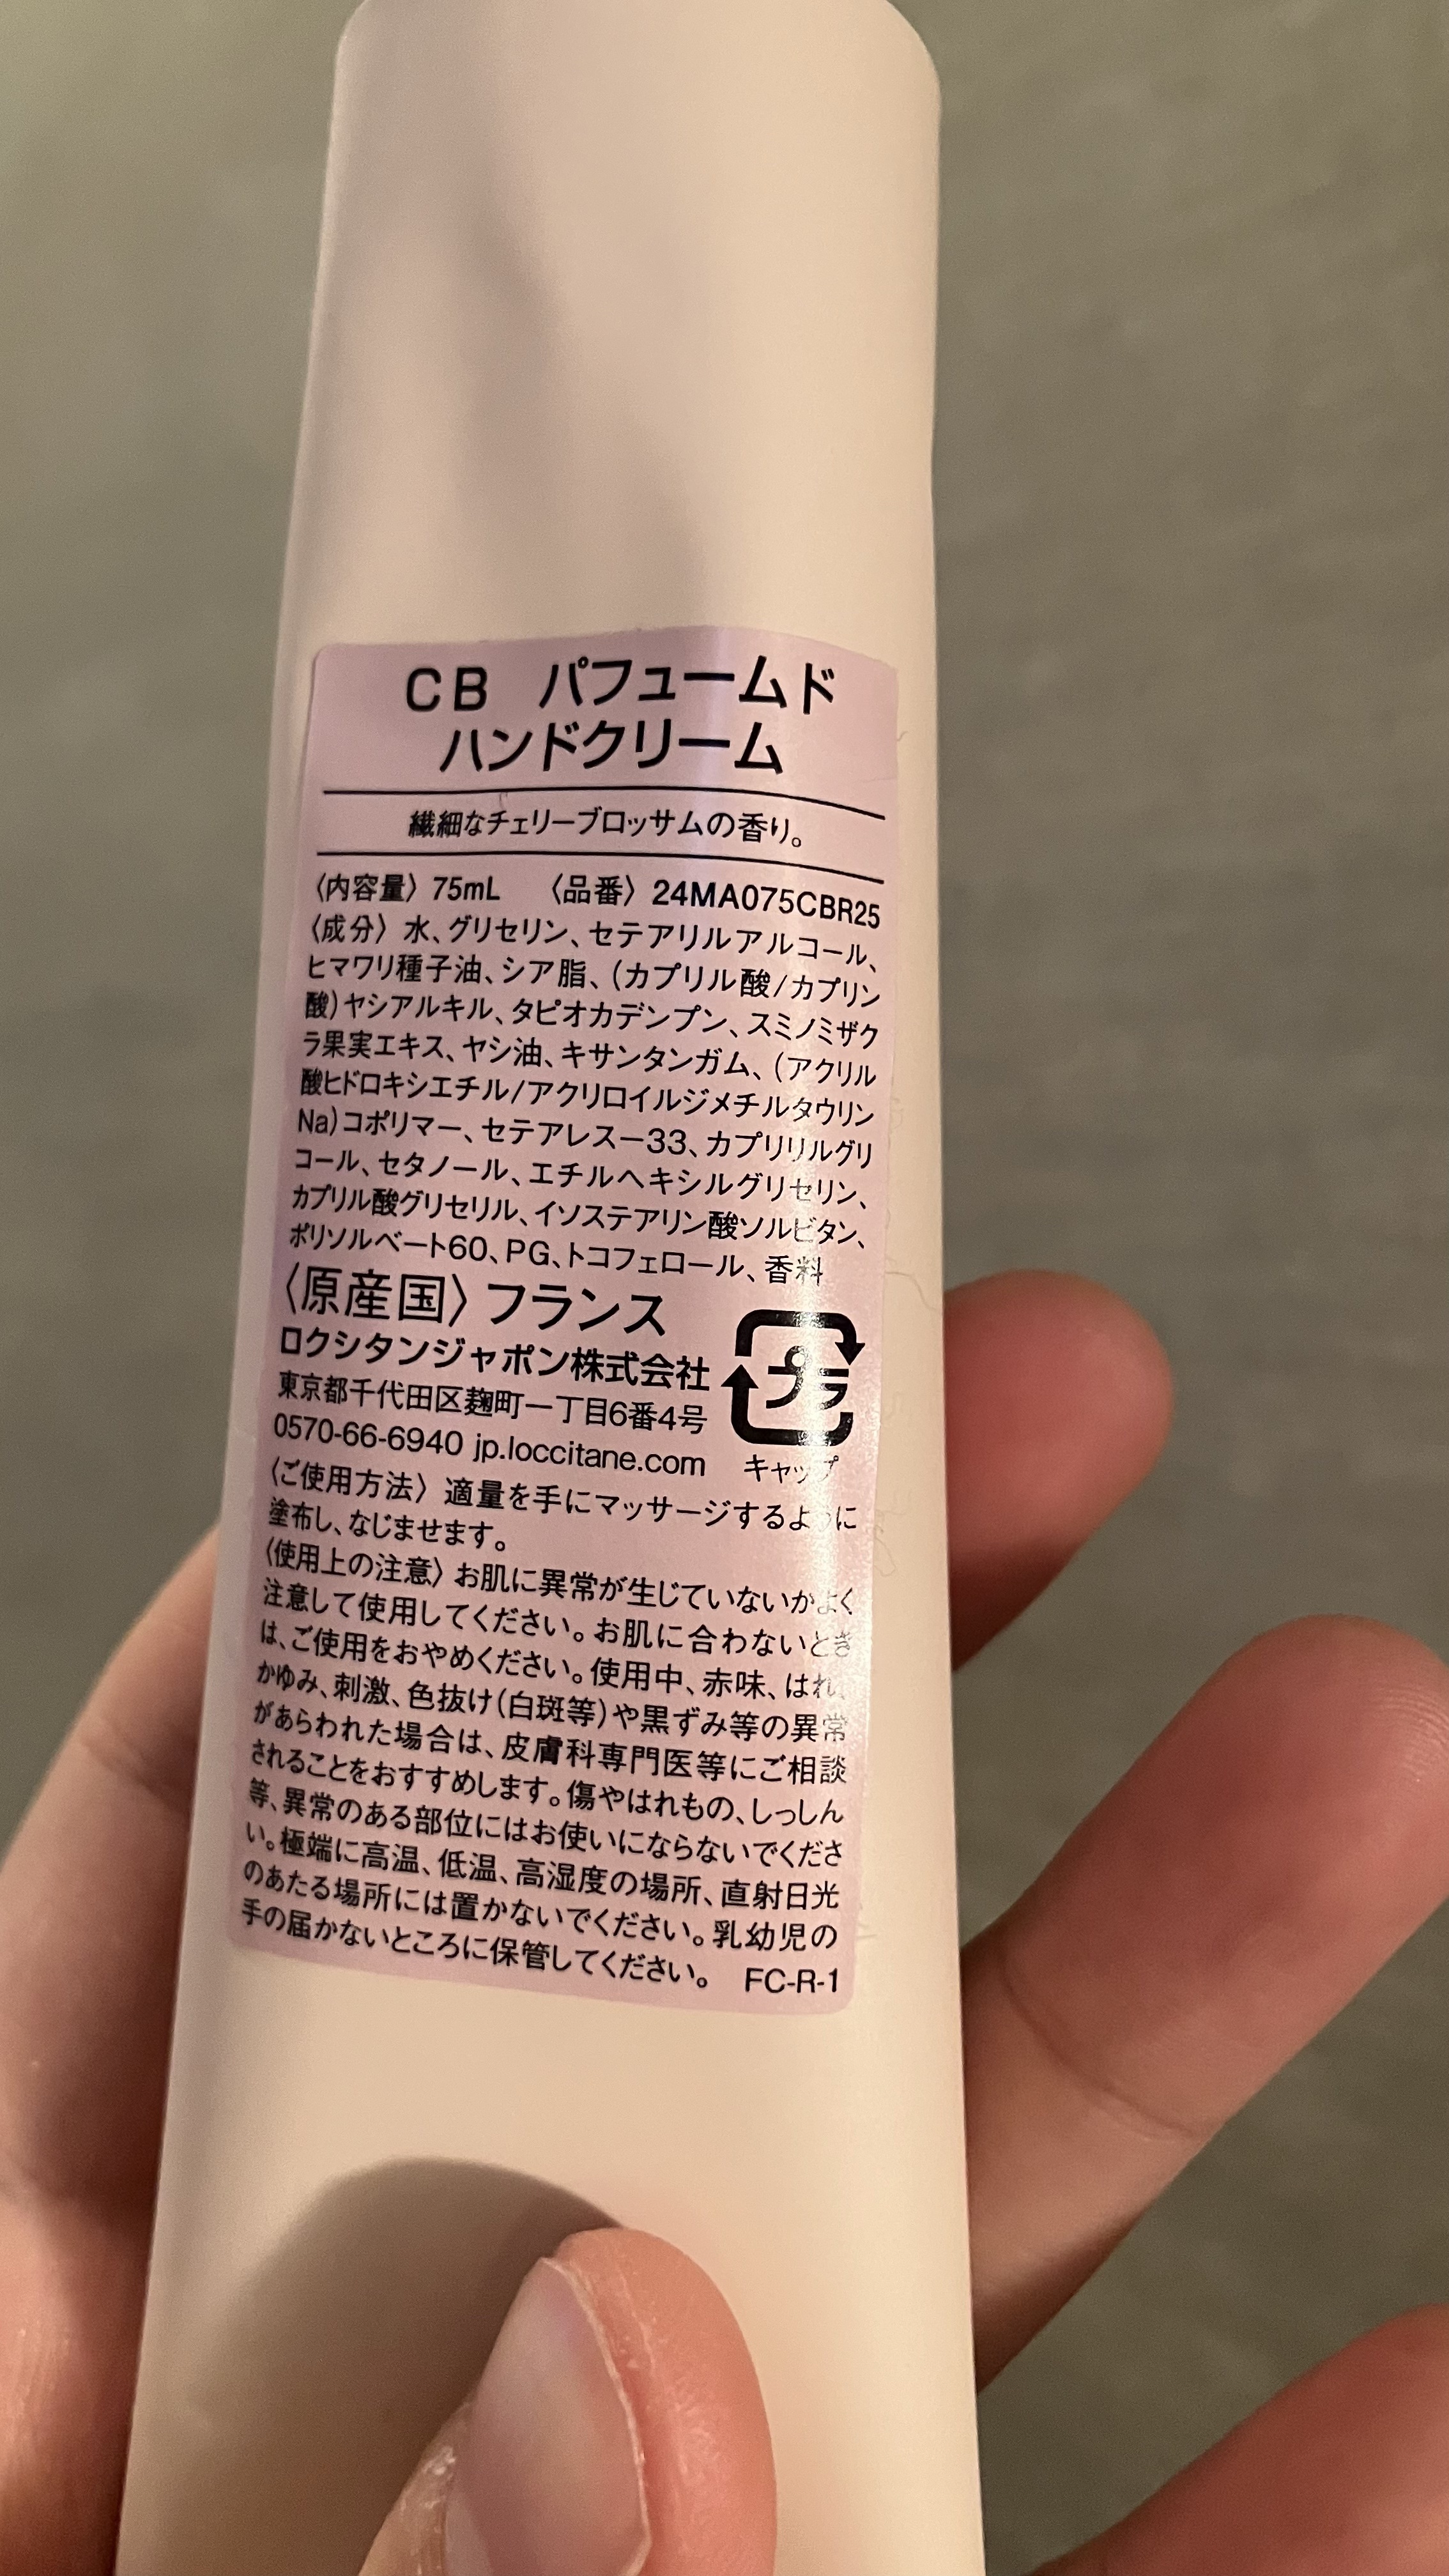 CB パフュームド
ハンドクリーム
繊細なチェリーブロッサムの香り。
〈内容量〉75mL 〈品番〉24MA075CBR25
〈成分〉水、グリセリン、セテアリルアルコール、
ヒマワリ種子油、シア脂、(カプリル酸/カプリン
酸)ヤシアルキル、タピオカデンプン、スミノミザク
ラ果実エキス、ヤシ油、キサンタンガム、(アクリル
酸ヒドロキシエチル/アクリロイルジメチルタウリン
Na)コポリマー、セテアレスー33、カプリリルグリ
コール、セタノール、エチルヘキシルグリセリン、
カプリル酸グリセリル、イソステアリン酸ソルビタン、
ポリソルベート60、PG、トコフェロール、香料
〈原産国〉フランス
ロクシタンジャポン株式会社
東京都千代田区麹町一丁目6番4号
0570-66-6940 jp.loccitane.com
プラ
キャップ
〈ご使用方法〉適量を手にマッサージするように
塗布し、なじませます。
〈使用上の注意〉お肌に異常が生じていないかよく
注意して使用してください。お肌に合わないとき
は、ご使用をおやめください。使用中、赤味、はれ、
かゆみ、刺激、色抜け(白斑等)や黒ずみ等の異常
があらわれた場合は、皮膚科専門医等にご相談
されることをおすすめします。傷やはれもの、しっしん
等、異常のある部位にはお使いにならないでくださ
い。極端に高温、低温、高湿度の場所、直射日光
のあたる場所には置かないでください。乳幼児の
手の届かないところに保管してください。 FC-R-1